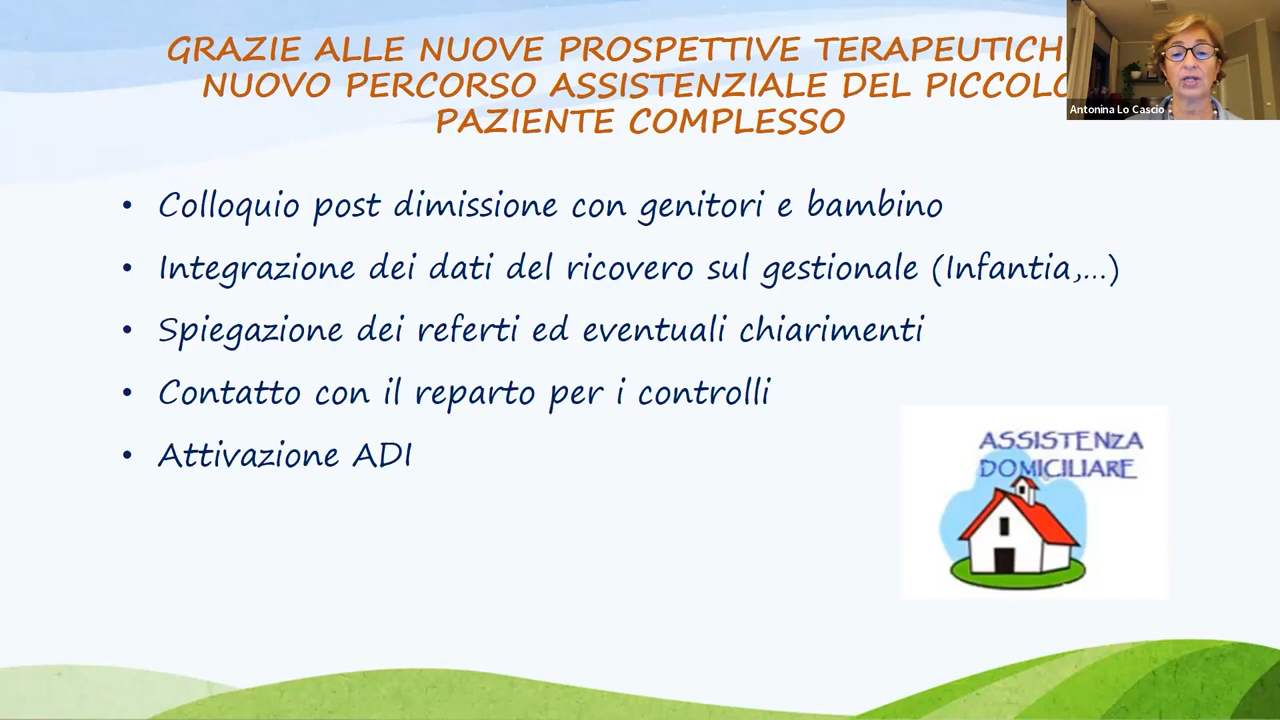 GRAZIE ALLE NUOVE PROSPETTIVE TERAPEUTICH
NUOVO PERCORSO ASSISTENZIALE DEL PICCOLO
PAZIENTE COMPLESSO
Antonina Lo Cascio
• Colloquio post dimissione con genitori e bambino
• Integrazione dei dati del ricovero sul gestionale (Infantia,...)
• Spiegazione dei referti ed eventuali chiarimenti
• Contatto con il reparto per i controlli
• Attivazione ADI
ASSISTENZA
DOMICILIARE